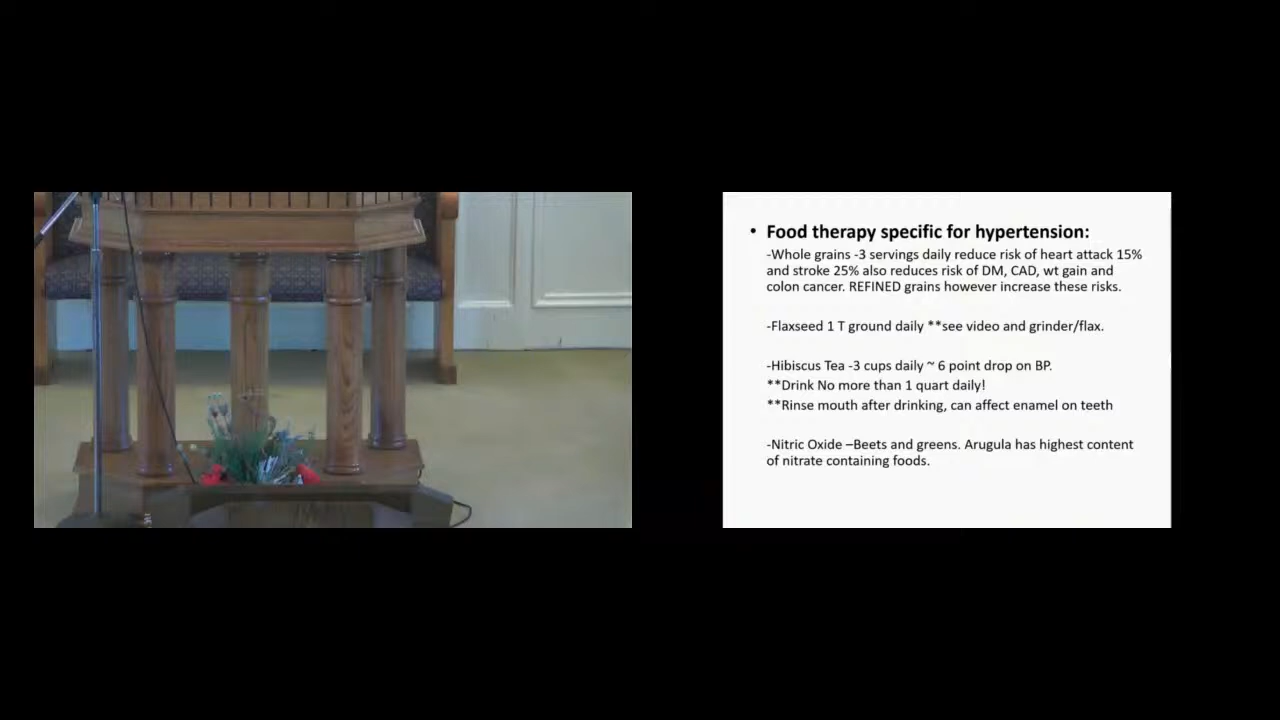 • Food therapy specific for hypertension:
-Whole grains -3 servings daily reduce risk of heart attack 15%
and stroke 25% also reduces risk of DM, CAD, wt gain and
colon cancer. REFINED grains however increase these risks.
-Flaxseed 1 T ground daily **see video and grinder/flax.
-Hibiscus Tea -3 cups daily ~ 6 point drop on BP.
**Drink No more than 1 quart daily!
**Rinse mouth after drinking, can affect enamel on teeth
-Nitric Oxide –Beets and greens. Arugula has highest content
of nitrate containing foods.